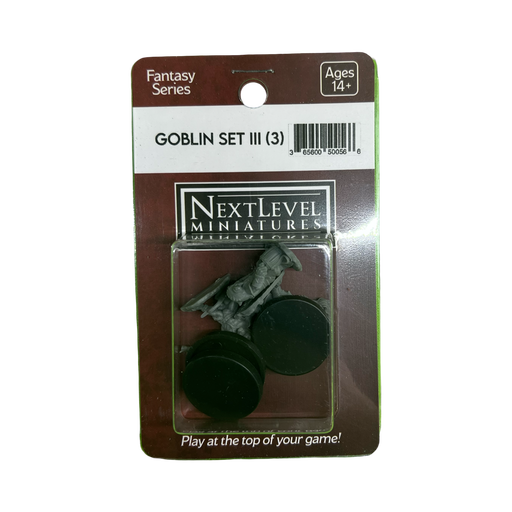 Fantasy
Series
Ages
14+
GOBLIN SET III (3)
3 65600 50056 6
NEXTLEVEL
MINIATURES
Play at the top of your game!